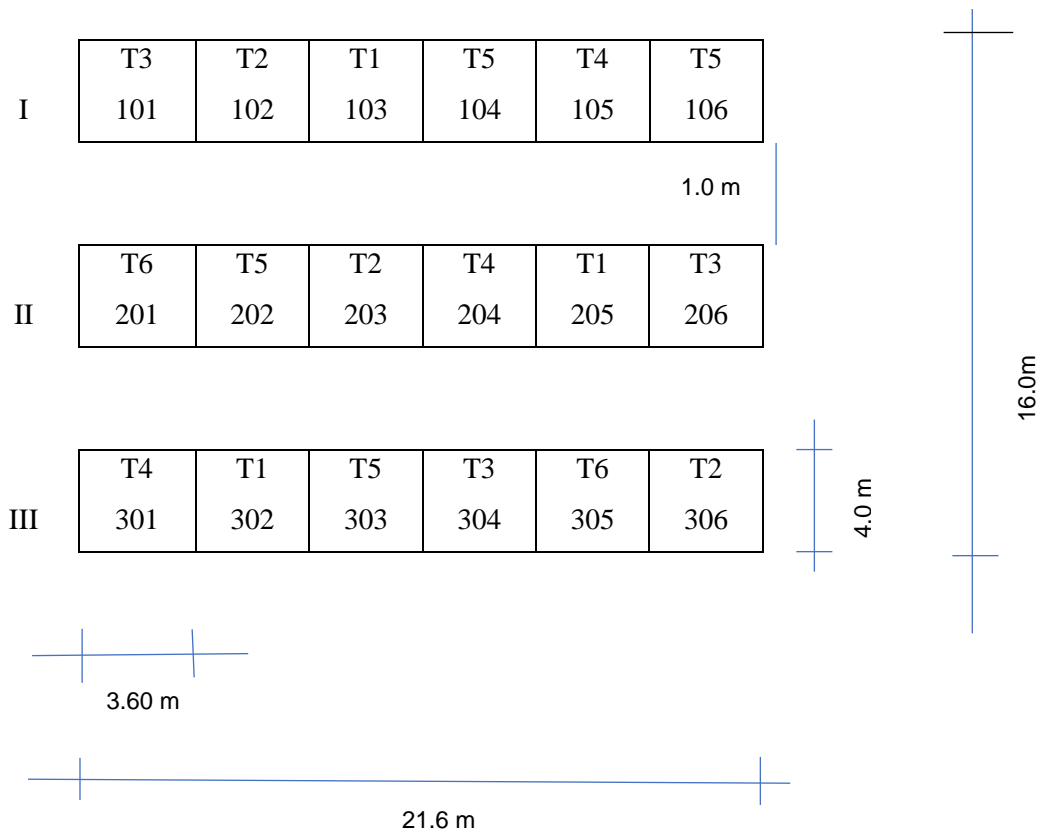 T3 T2 T1 T5 T4 T5
I 101 102 103 104 105 106
1.0 m
T6 T5 T2 T4 T1 T3
II 201 202 203 204 205 206
16.0m
T4 T1 T5 T3 T6 T2
III 301 302 303 304 305 306
4.0 m
3.60 m
21.6 m